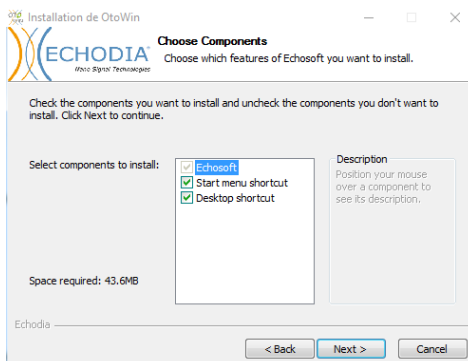 Installation de OtoWin
ECHODIA
Nano Signal Technologies
Choose Components
Choose which features of Echosoft you want to install.
Check the components you want to install and uncheck the components you don't want to
install. Click Next to continue.
Select components to install:
Echosoft
Start menu shortcut
Desktop shortcut
Description
Position your mouse
over a component to
see its description.
Space required: 43.6MB
Echodia
< Back
Next >
Cancel